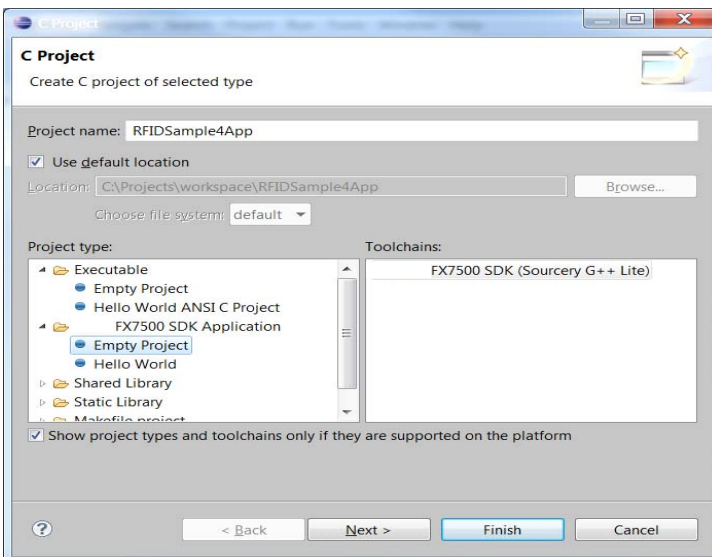 C Project
C Project
Create C project of selected type
Project name: RFIDSample4App
Use default location
Location: C:\Projects\workspace\RFIDSample4App Browse...
Choose file system: default
Project type: Toolchains:
Executable
Empty Project
Hello World ANSI C Project
FX7500 SDK Application
Empty Project
Hello World
Shared Library
Static Library
Makefile project
FX7500 SDK (Sourcery G++ Lite)
Show project types and toolchains only if they are supported on the platform
? < Back Next > Finish Cancel